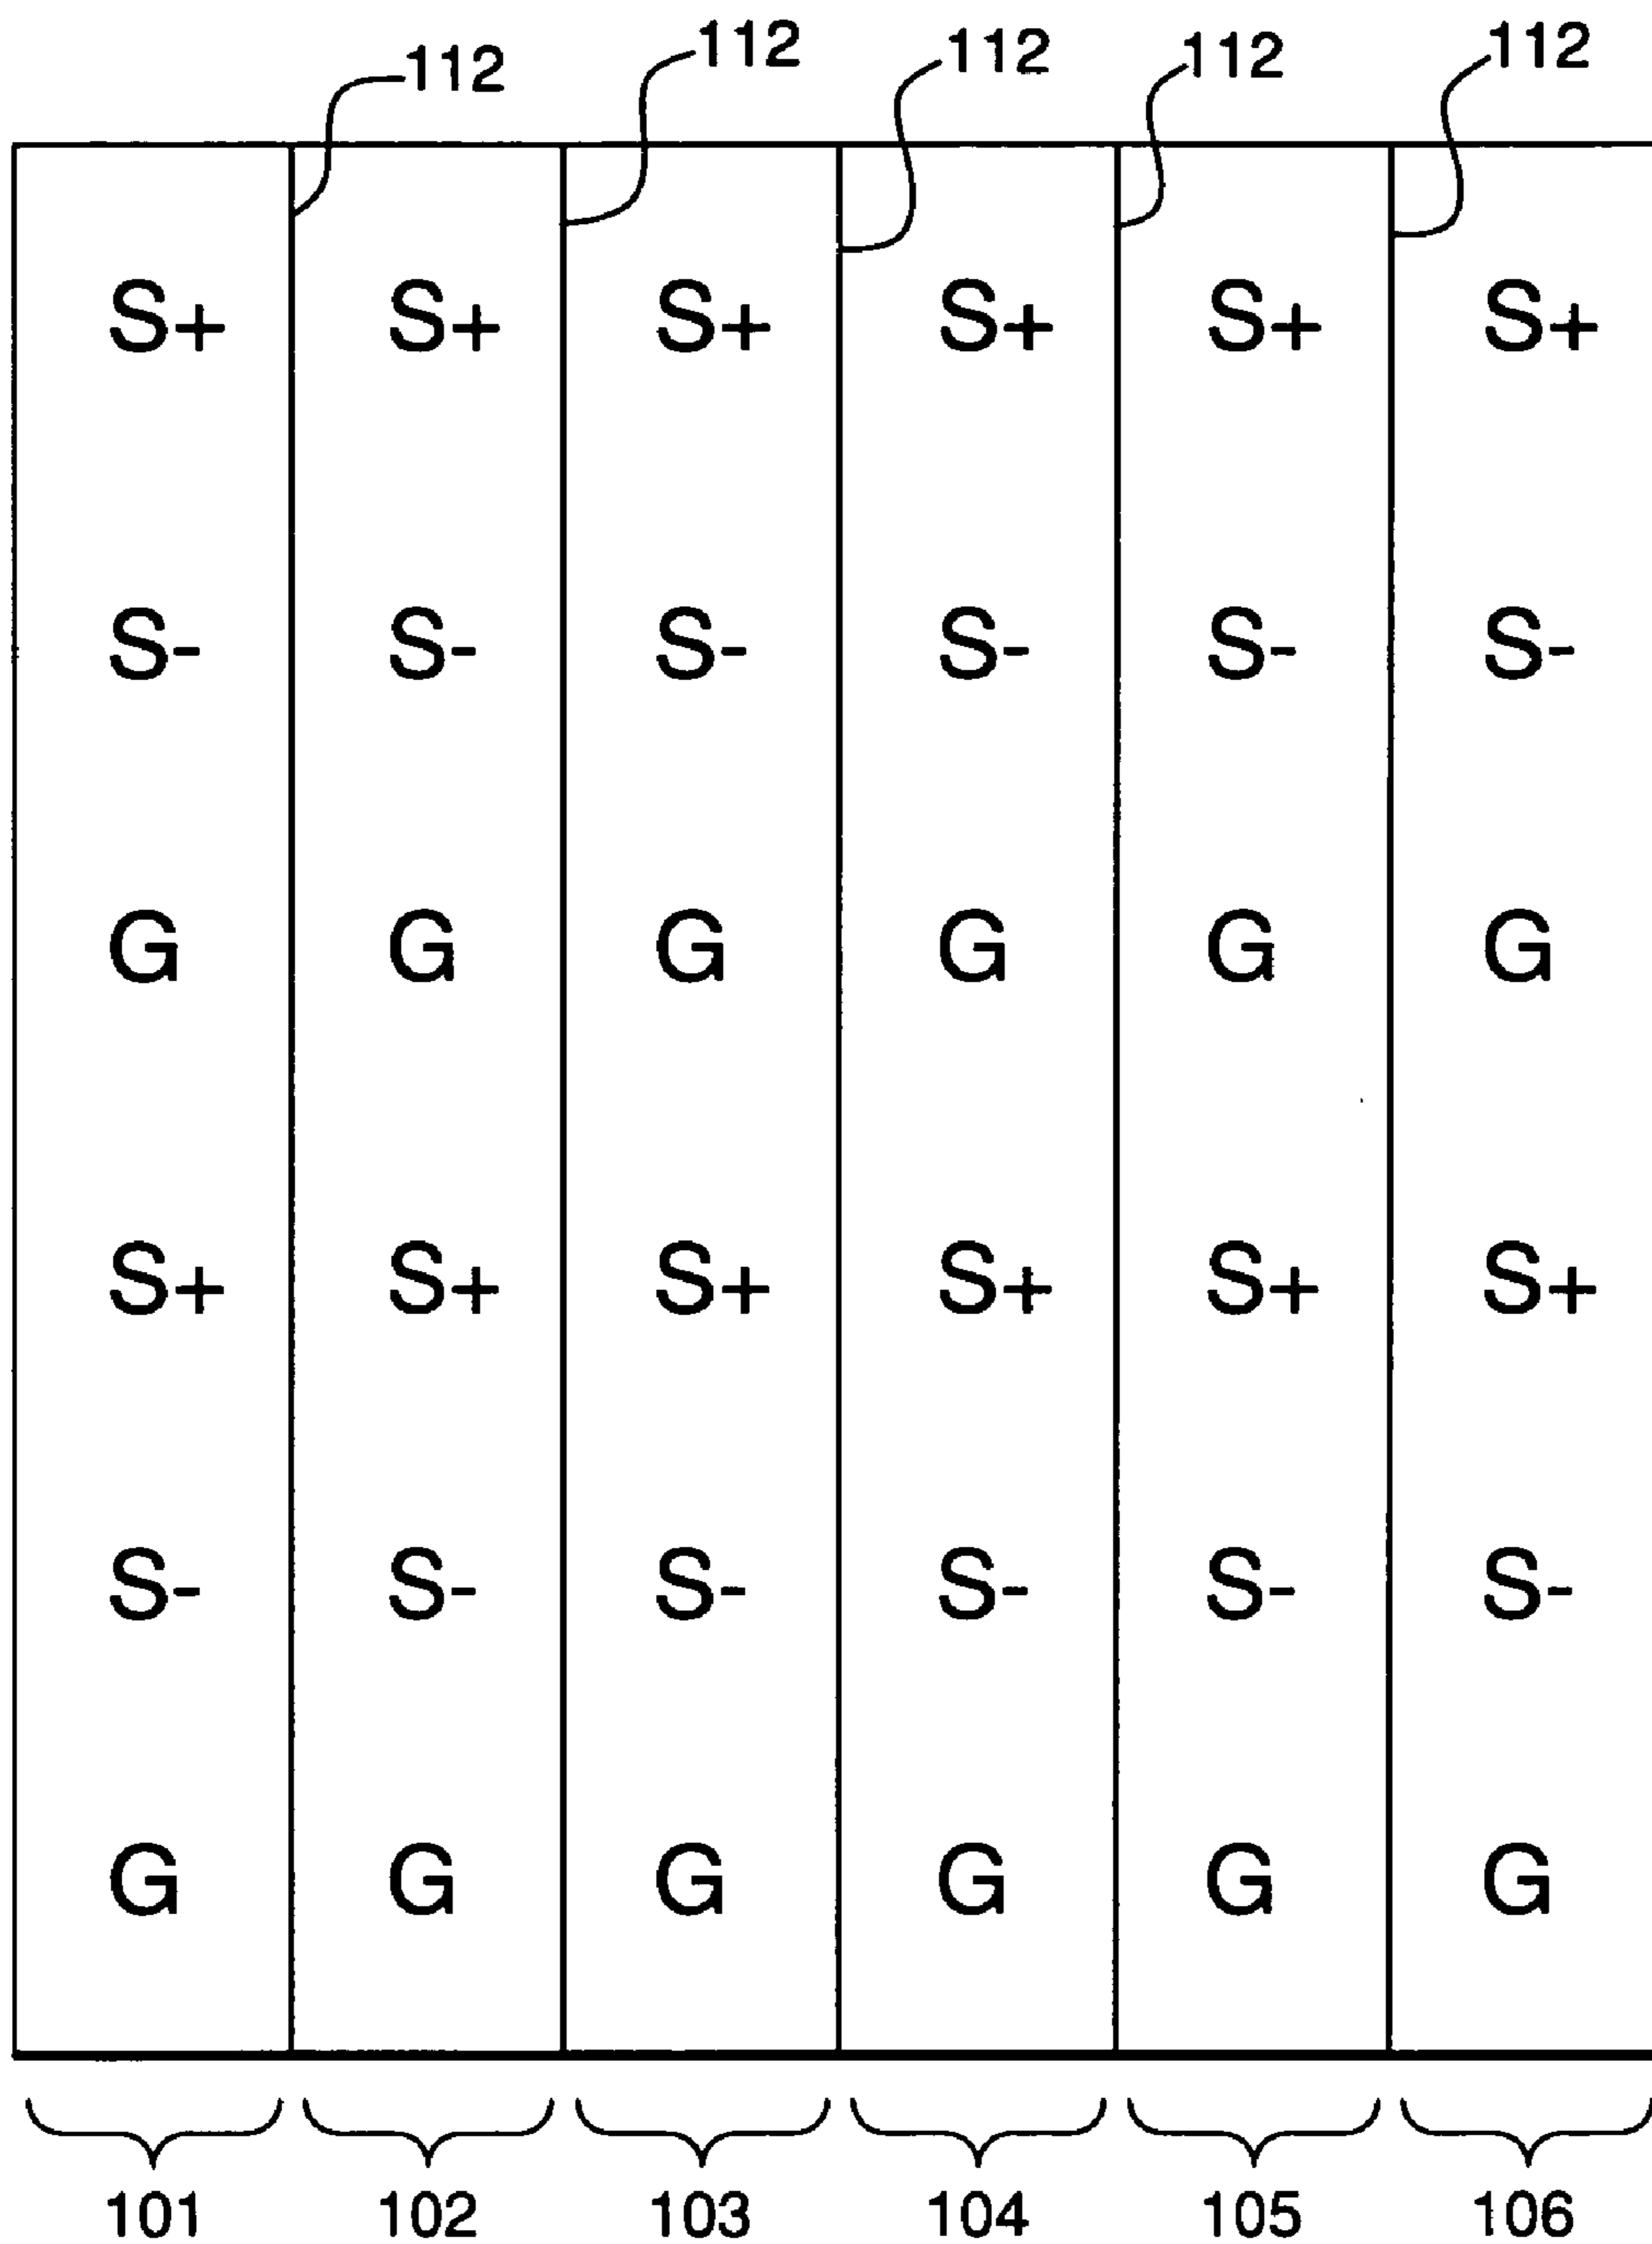 112 112 112 112 112
S+ S+ S+ S+ S+ S+
S- S- S- S- S- S-
G G G G G G
S+ S+ S+ S+ S+ S+
S- S- S- S- S- S-
G G G G G G
101 102 103 104 105 106